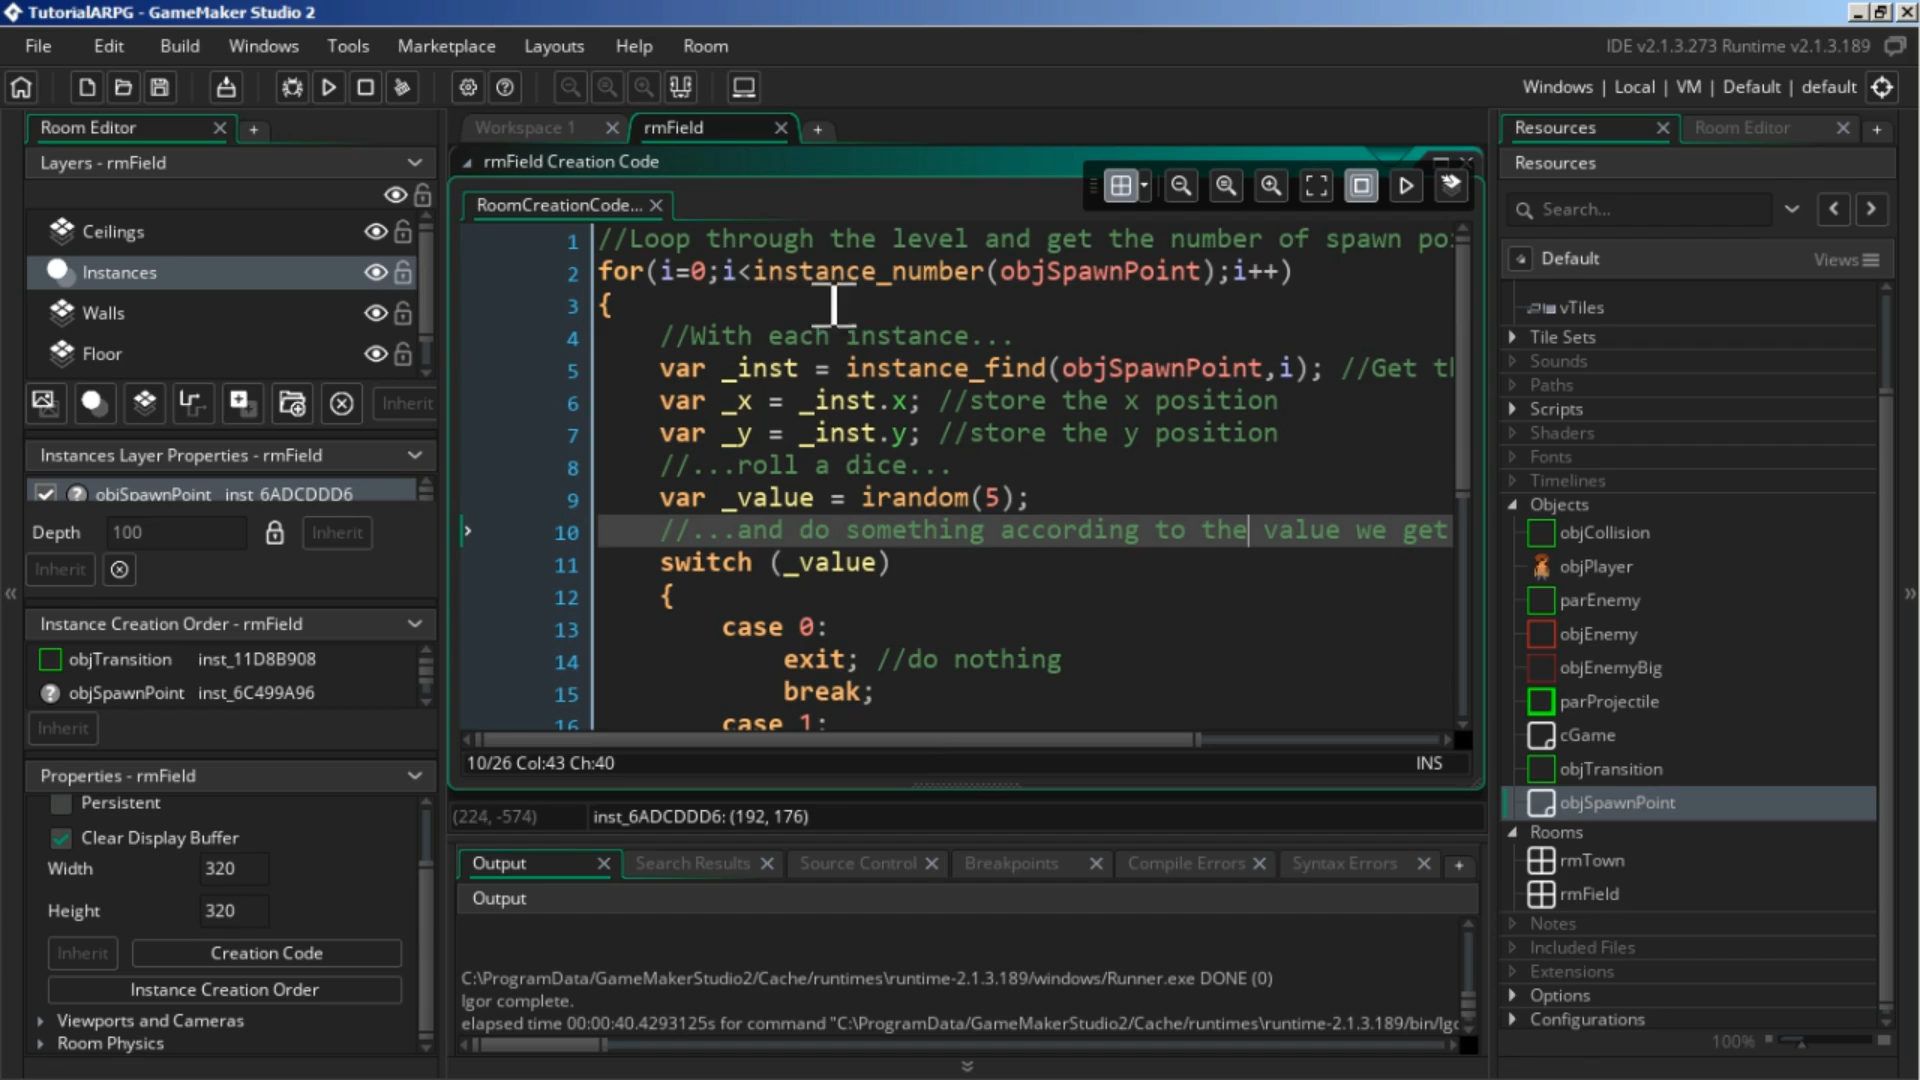 TutorialARPG - GameMaker Studio 2
File Edit Build Windows Tools Marketplace Layouts Help Room
IDE v2.1.3.273 Runtime v2.1.3.189
Windows | Local | VM | Default | default
Room Editor
Layers - rmField
Ceilings
Instances
Walls
Floor
Inherit
Instances Layer Properties - rmField
objSpawnPoint inst_6ADCDDD6
Depth 100 Inherit
Inherit
Instance Creation Order - rmField
objTransition inst_11D8B908
objSpawnPoint inst_6C499A96
Inherit
Properties - rmField
Persistent
Clear Display Buffer
Width 320
Height 320
Inherit Creation Code
Instance Creation Order
Viewports and Cameras
Room Physics
Workspace 1 rmField
rmField Creation Code
RoomCreationCode...
1 //Loop through the level and get the number of spawn po
2 for(i=0;i<instance_number(objSpawnPoint);i++)
3 {
4 //With each instance...
5 var _inst = instance_find(objSpawnPoint,i); //Get th
6 var _x = _inst.x; //store the x position
7 var _y = _inst.y; //store the y position
8 //...roll a dice...
9 var _value = irandom(5);
10 //...and do something according to the value we get
11 switch (_value)
12 {
13 case 0:
14 exit; //do nothing
15 break;
16 case 1:
10/26 Col:43 Ch:40 INS
(224, -574) inst_6ADCDDD6: (192, 176)
Output Search Results Source Control Breakpoints Compile Errors Syntax Errors
Output
C:\ProgramData/GameMakerStudio2/Cache/runtimes\runtime-2.1.3.189/windows/Runner.exe DONE (0)
Igor complete.
elapsed time 00:00:40.4293125s for command "C:\ProgramData/GameMakerStudio2/Cache/runtimes\runtime-2.1.3.189/bin/Igo
Resources Room Editor
Resources
Search...
Default Views
vTiles
Tile Sets
Sounds
Paths
Scripts
Shaders
Fonts
Timelines
Objects
objCollision
objPlayer
parEnemy
objEnemy
objEnemyBig
parProjectile
cGame
objTransition
objSpawnPoint
Rooms
rmTown
rmField
Notes
Included Files
Extensions
Options
Configurations
100%